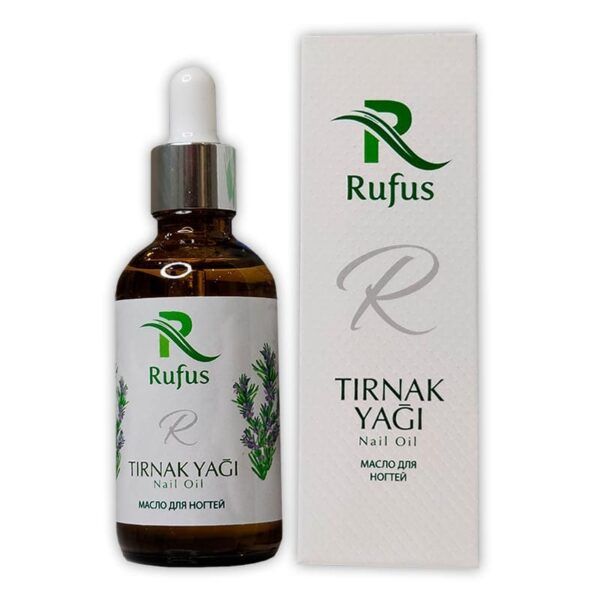 Rufus
R
TIRNAK YAĞI
Nail Oil
МАСЛО ДЛЯ НОГТЕЙ
Rufus
R
TIRNAK
YAĞI
Nail Oil
МАСЛО ДЛЯ
НОГТЕЙ